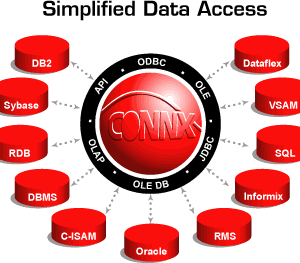 Simplified Data Access
DB2
Dataflex
Sybase
VSAM
RDB
SQL
DBMS
Informix
C-ISAM
RMS
Oracle
API
ODBC
OLE
JDBC
OLE DB
OLAP
CONNX